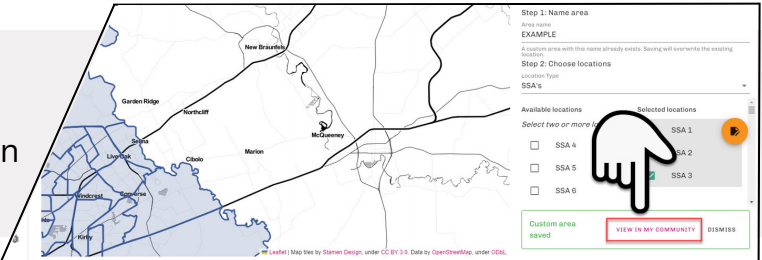 n
New Braunfels
Garden Ridge
Northcliff
McQueeney
Selma
Live Oak
Cibolo
Marion
Windcrest
Converse
Kirby
Leaflet | Map tiles by Stamen Design, under CC BY 3.0. Data by OpenStreetMap, under ODbL.
Step 1: Name area
Area name
EXAMPLE
A custom area with this name already exists. Saving will overwrite the existing
location.
Step 2: Choose locations
Location Type
SSA's
Available locations
Selected locations
Select two or more
SSA 4
SSA 5
SSA 6
SSA 1
SSA 2
SSA 3
Custom area
saved
VIEW IN MY COMMUNITY
DISMISS